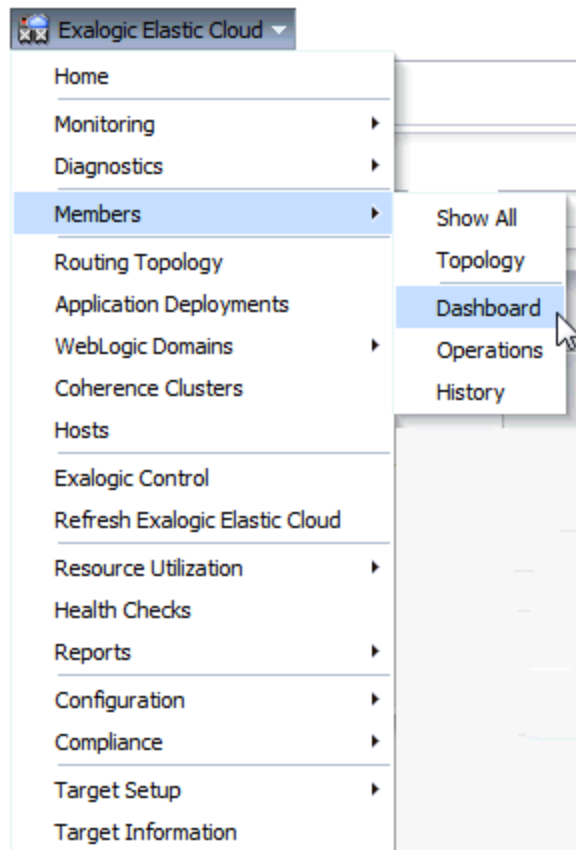 Exalogic Elastic Cloud
Home
Monitoring
Diagnostics
Members
Routing Topology
Application Deployments
WebLogic Domains
Coherence Clusters
Hosts
Exalogic Control
Refresh Exalogic Elastic Cloud
Resource Utilization
Health Checks
Reports
Configuration
Compliance
Target Setup
Target Information
Show All
Topology
Dashboard
Operations
History